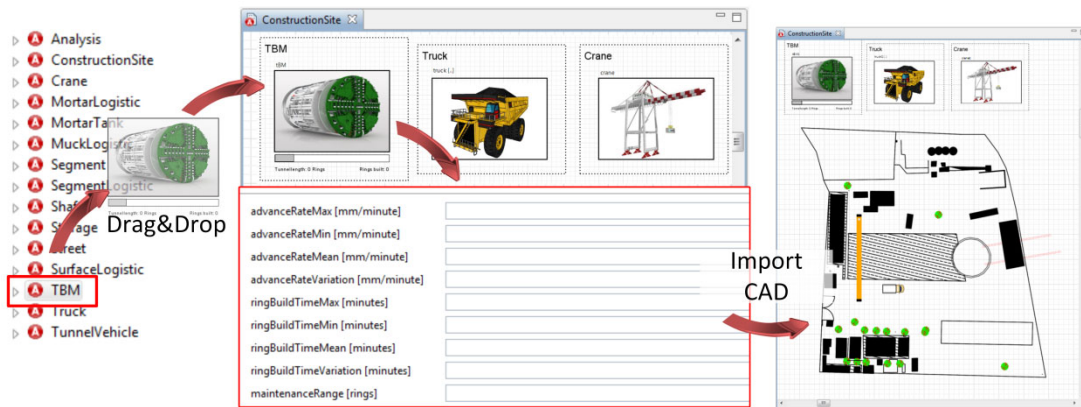 Analysis
ConstructionSite
Crane
MortarLogistic
MortarTank
MuckLogistic
Segment
SegmentLogistic
Shaft
Storage
Street
SurfaceLogistic
TBM
Truck
TunnelVehicle
Drag&Drop
ConstructionSite
TBM
tBM
Tunnellength: 0 Rings
Rings built: 0
Truck
truck [..]
Crane
crane
advanceRateMax [mm/minute]
advanceRateMin [mm/minute]
advanceRateMean [mm/minute]
advanceRateVariation [mm/minute]
ringBuildTimeMax [minutes]
ringBuildTimeMin [minutes]
ringBuildTimeMean [minutes]
ringBuildTimeVariation [minutes]
maintenanceRange [rings]
Import
CAD
ConstructionSite
TBM
Truck
truck [..]
Crane
crane